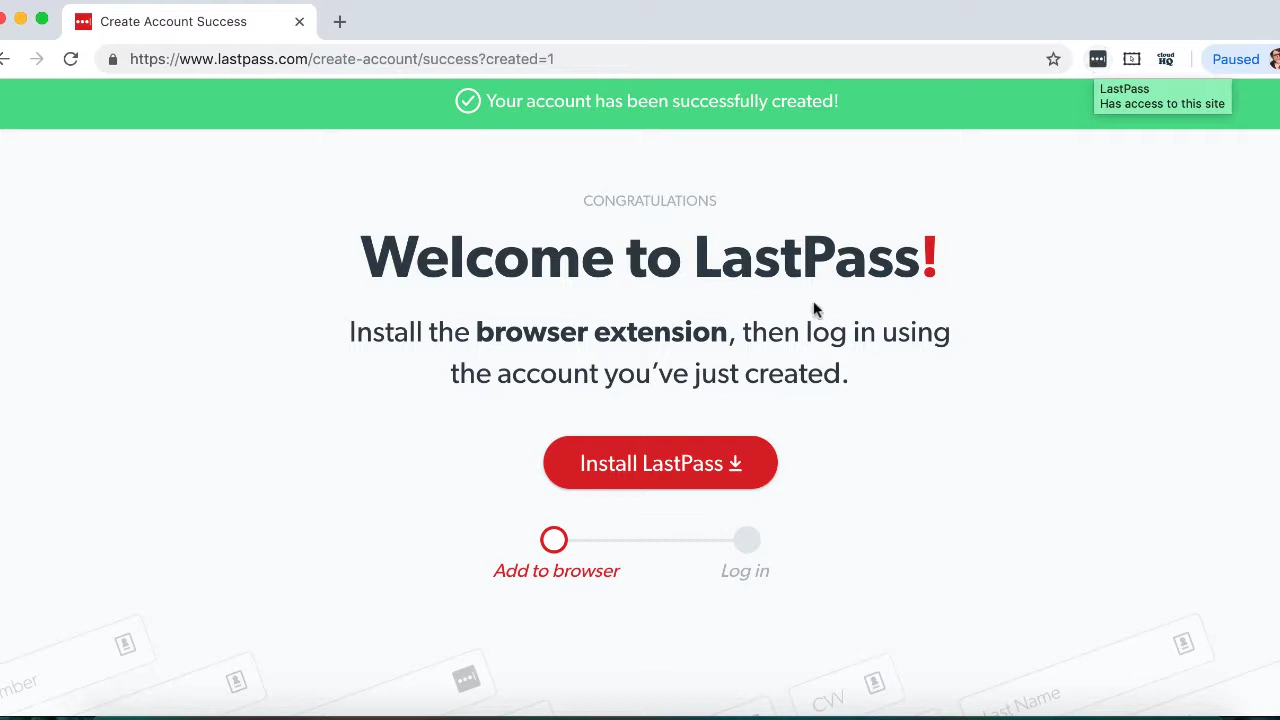 Create Account Success
https://www.lastpass.com/create-account/success?created=1
cloud
HQ
Paused
LastPass
Has access to this site
Your account has been successfully created!
CONGRATULATIONS
Welcome to LastPass!
Install the browser extension, then log in using
the account you've just created.
Install LastPass
Add to browser
Log in
mber
CVV
Last Name